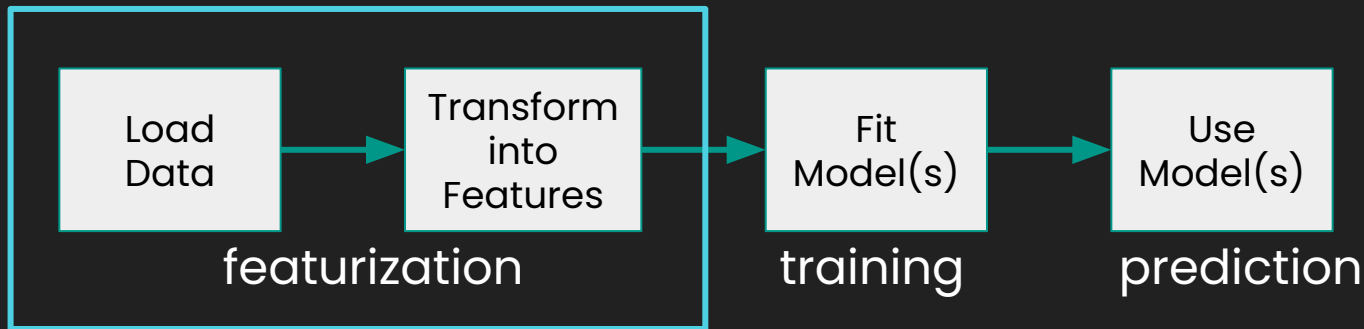 Load
Data
Transform
into
Features
Fit
Model(s)
Use
Model(s)
featurization
training
prediction